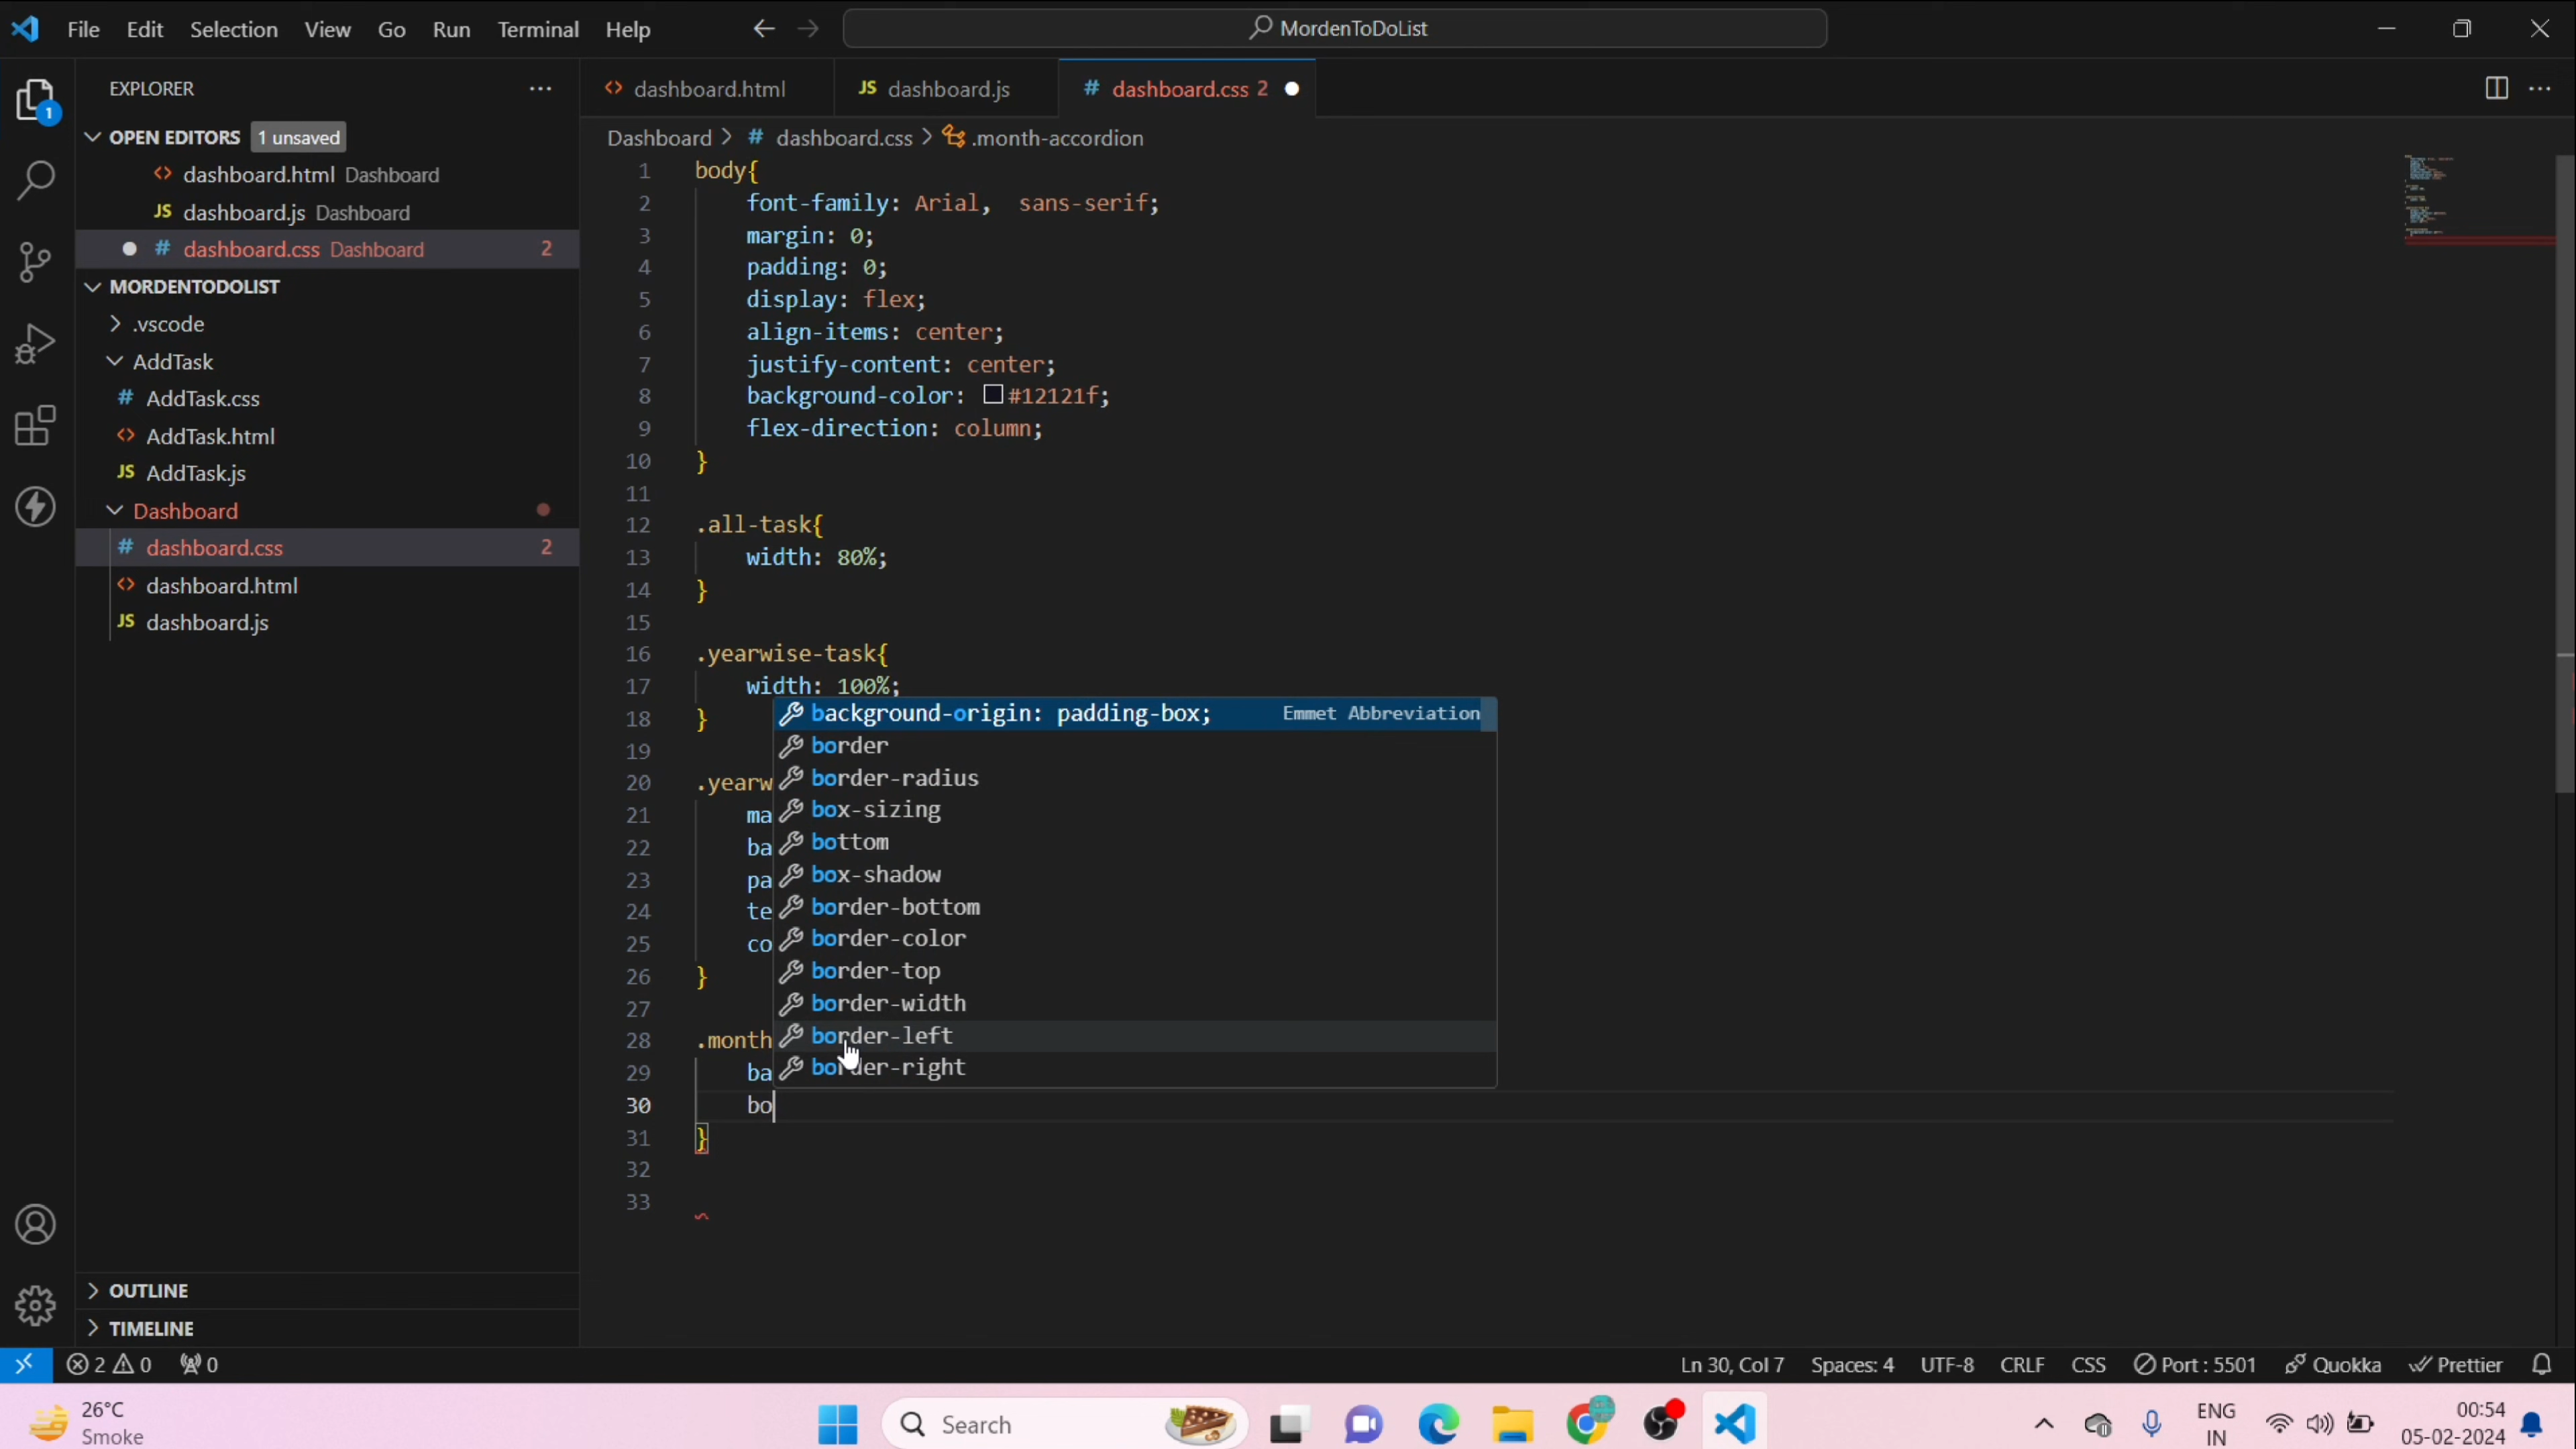 File Edit Selection View Go Run Terminal Help
MordenToDoList
EXPLORER
dashboard.html
JS dashboard.js
# dashboard.css 2
OPEN EDITORS 1 unsaved
dashboard.html Dashboard
JS dashboard.js Dashboard
# dashboard.css Dashboard 2
MORDENTODOLIST
.vscode
AddTask
# AddTask.css
AddTask.html
JS AddTask.js
Dashboard
# dashboard.css 2
dashboard.html
JS dashboard.js
OUTLINE
TIMELINE
1
Dashboard > # dashboard.css > .month-accordion
1 body{
2 font-family: Arial, sans-serif;
3 margin: 0;
4 padding: 0;
5 display: flex;
6 align-items: center;
7 justify-content: center;
8 background-color: #12121f;
9 flex-direction: column;
10 }
11
12 .all-task{
13 width: 80%;
14 }
15
16 .yearwise-task{
17 width: 100%;
18 }
19
20 .yearw
21 ma
22 ba
23 pa
24 te
25 co
26 }
27
28 .month
29 ba
30 bo
31 }
32
33
background-origin: padding-box; Emmet Abbreviation
border
border-radius
box-sizing
bottom
box-shadow
border-bottom
border-color
border-top
border-width
border-left
border-right
2 0 0
Ln 30, Col 7 Spaces: 4 UTF-8 CRLF CSS Port : 5501 Quokka Prettier
26°C
Smoke
Search
ENG
IN
00:54
05-02-2024